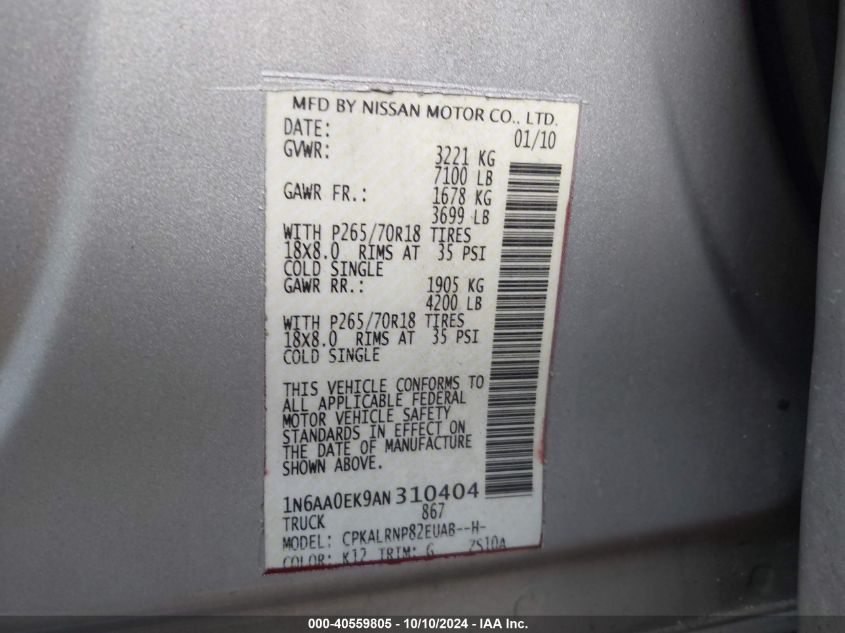 MFD BY NISSAN MOTOR CO., LTD.
DATE: 01/10
GVWR: 3221 KG
7100 LB
GAWR FR.: 1678 KG
3699 LB
WITH P265/70R18 TIRES
18X8.0 RIMS AT 35 PSI
COLD SINGLE
GAWR RR.: 1905 KG
4200 LB
WITH P265/70R18 TIRES
18X8.0 RIMS AT 35 PSI
COLD SINGLE
THIS VEHICLE CONFORMS TO
ALL APPLICABLE FEDERAL
MOTOR VEHICLE SAFETY
STANDARDS IN EFFECT ON
THE DATE OF MANUFACTURE
SHOWN ABOVE.
1N6AA0EK9AN310404
TRUCK 867
MODEL: CPKALRNP82EUAB--H-
COLOR: K12 TRIM: G ZS10A
000-40559805 - 10/10/2024 - IAA Inc.